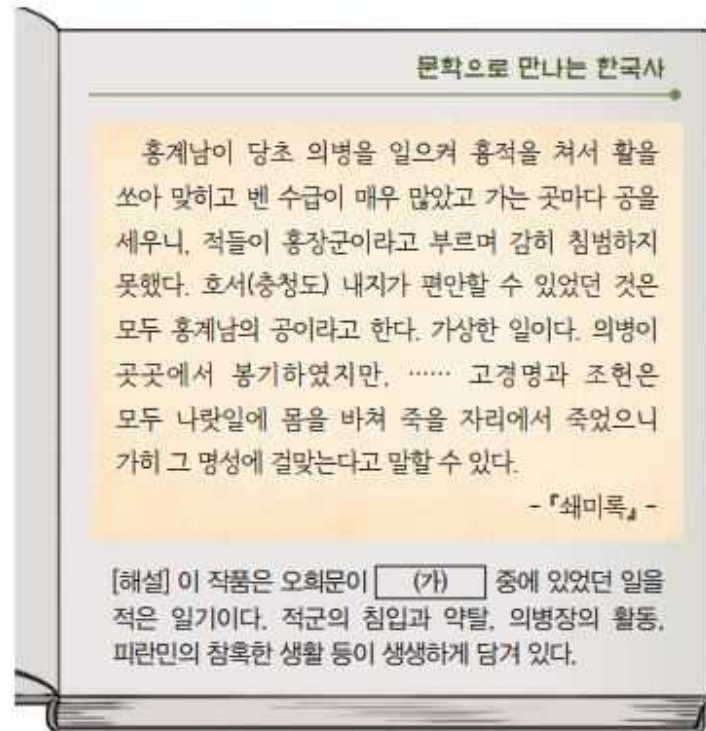 문학으로 만나는 한국사
홍계남이 당초 의병을 일으켜 흉적을 쳐서 활을
쏘아 맞히고 벤 수급이 매우 많았고 가는 곳마다 공을
세우니, 적들이 홍장군이라고 부르며 감히 침범하지
못했다. 호서(충청도) 내지가 편안할 수 있었던 것은
모두 홍계남의 공이라고 한다. 가상한 일이다. 의병이
곳곳에서 봉기하였지만, …… 고경명과 조헌은
모두 나랏일에 몸을 바쳐 죽을 자리에서 죽었으니
가히 그 명성에 걸맞는다고 말할 수 있다.
- 『쇄미록』 -
[해설] 이 작품은 오희문이 (가) 중에 있었던 일을
적은 일기이다. 적군의 침입과 약탈, 의병장의 활동,
피란민의 참혹한 생활 등이 생생하게 담겨 있다.